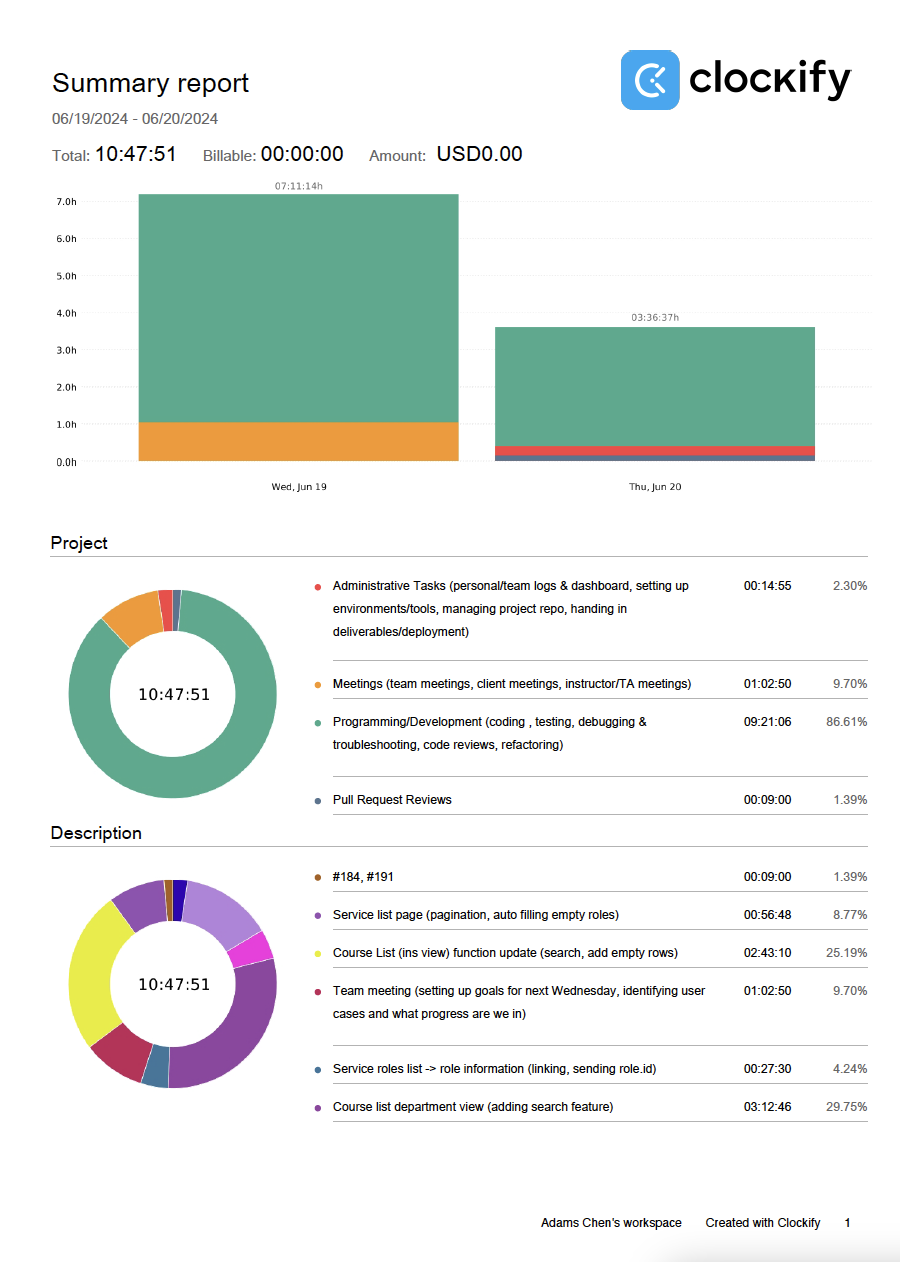 Summary report
clockify
06/19/2024 - 06/20/2024
Total: 10:47:51 Billable: 00:00:00 Amount: USD0.00
07:11:14h
7.0h
6.0h
5.0h
4.0h
03:36:37h
3.0h
2.0h
1.0h
0.0h
Wed, Jun 19 Thu, Jun 20
Project
10:47:51
Administrative Tasks (personal/team logs & dashboard, setting up 00:14:55 2.30%
environments/tools, managing project repo, handing in
deliverables/deployment)
Meetings (team meetings, client meetings, instructor/TA meetings) 01:02:50 9.70%
Programming/Development (coding , testing, debugging & 09:21:06 86.61%
troubleshooting, code reviews, refactoring)
Pull Request Reviews 00:09:00 1.39%
Description
10:47:51
#184, #191 00:09:00 1.39%
Service list page (pagination, auto filling empty roles) 00:56:48 8.77%
Course List (ins view) function update (search, add empty rows) 02:43:10 25.19%
Team meeting (setting up goals for next Wednesday, identifying user 01:02:50 9.70%
cases and what progress are we in)
Service roles list -> role information (linking, sending role.id) 00:27:30 4.24%
Course list department view (adding search feature) 03:12:46 29.75%
Adams Chen's workspace Created with Clockify 1